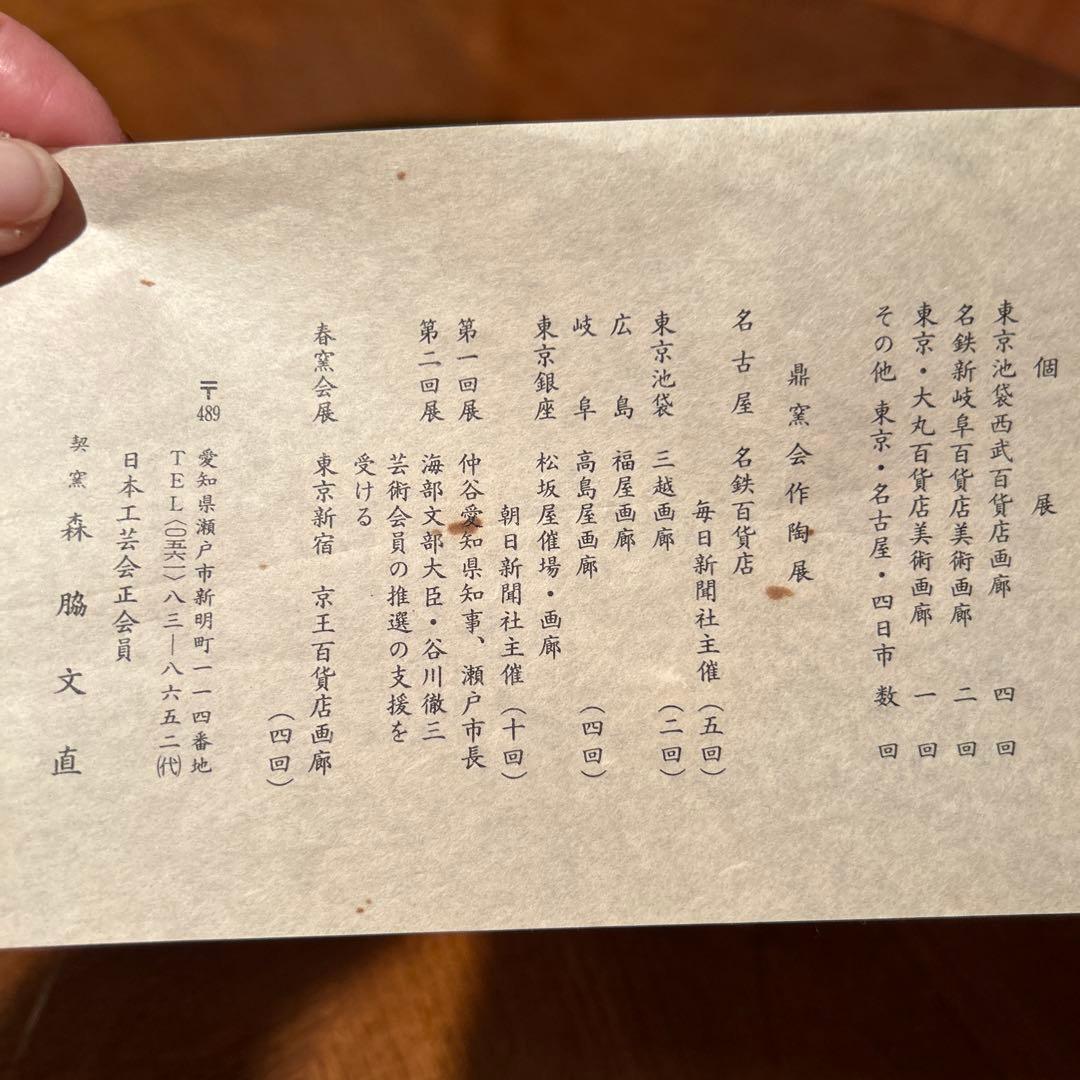 個展
東京池袋西武百貨店画廊 四回
名鉄新岐阜百貨店美術画廊 二回
東京・大丸百貨店美術画廊 一回
その他 東京・名古屋・四日市 数回
鼎窯会作陶展
名古屋 名鉄百貨店
毎日新聞社主催（五回）
東京池袋 三越画廊 （二回）
広島 福屋画廊
岐阜 高島屋画廊 （四回）
東京銀座 松坂屋催場・画廊
朝日新聞社主催（十回）
第一回展 仲谷愛知県知事、瀬戸市長
第二回展 海部文部大臣・谷川徹三
芸術会員の推選の支援を
受ける
春窯会展 東京新宿 京王百貨店画廊
（四回）
〒489 愛知県瀬戸市新明町一一四番地
TEL〈〇五六一〉八三―八六五二㈹
日本工芸会正会員
契窯 森脇文直